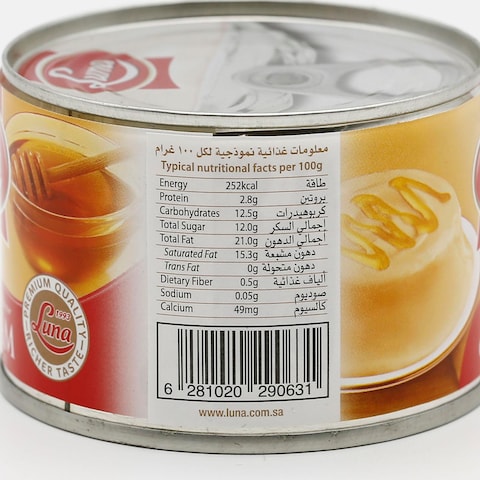 Luna
معلومات غذائية نموذجية لكل ١٠٠ غرام
Typical nutritional facts per 100g
Energy 252kcal طاقة
Protein 2.8g بروتين
Carbohydrates 12.5g كربوهيدرات
Total Sugar 12.0g إجمالي السكر
Total Fat 21.0g إجمالي الدهون
Saturated Fat 15.3g دهون مشبعة
Trans Fat 0g دهون متحولة
Dietary Fiber 0.5g ألياف غذائية
Sodium 0.05g صوديوم
Calcium 49mg كالسيوم
PREMIUM QUALITY
1993
Luna
RICHER TASTE
M
6 281020 290631
www.luna.com.sa